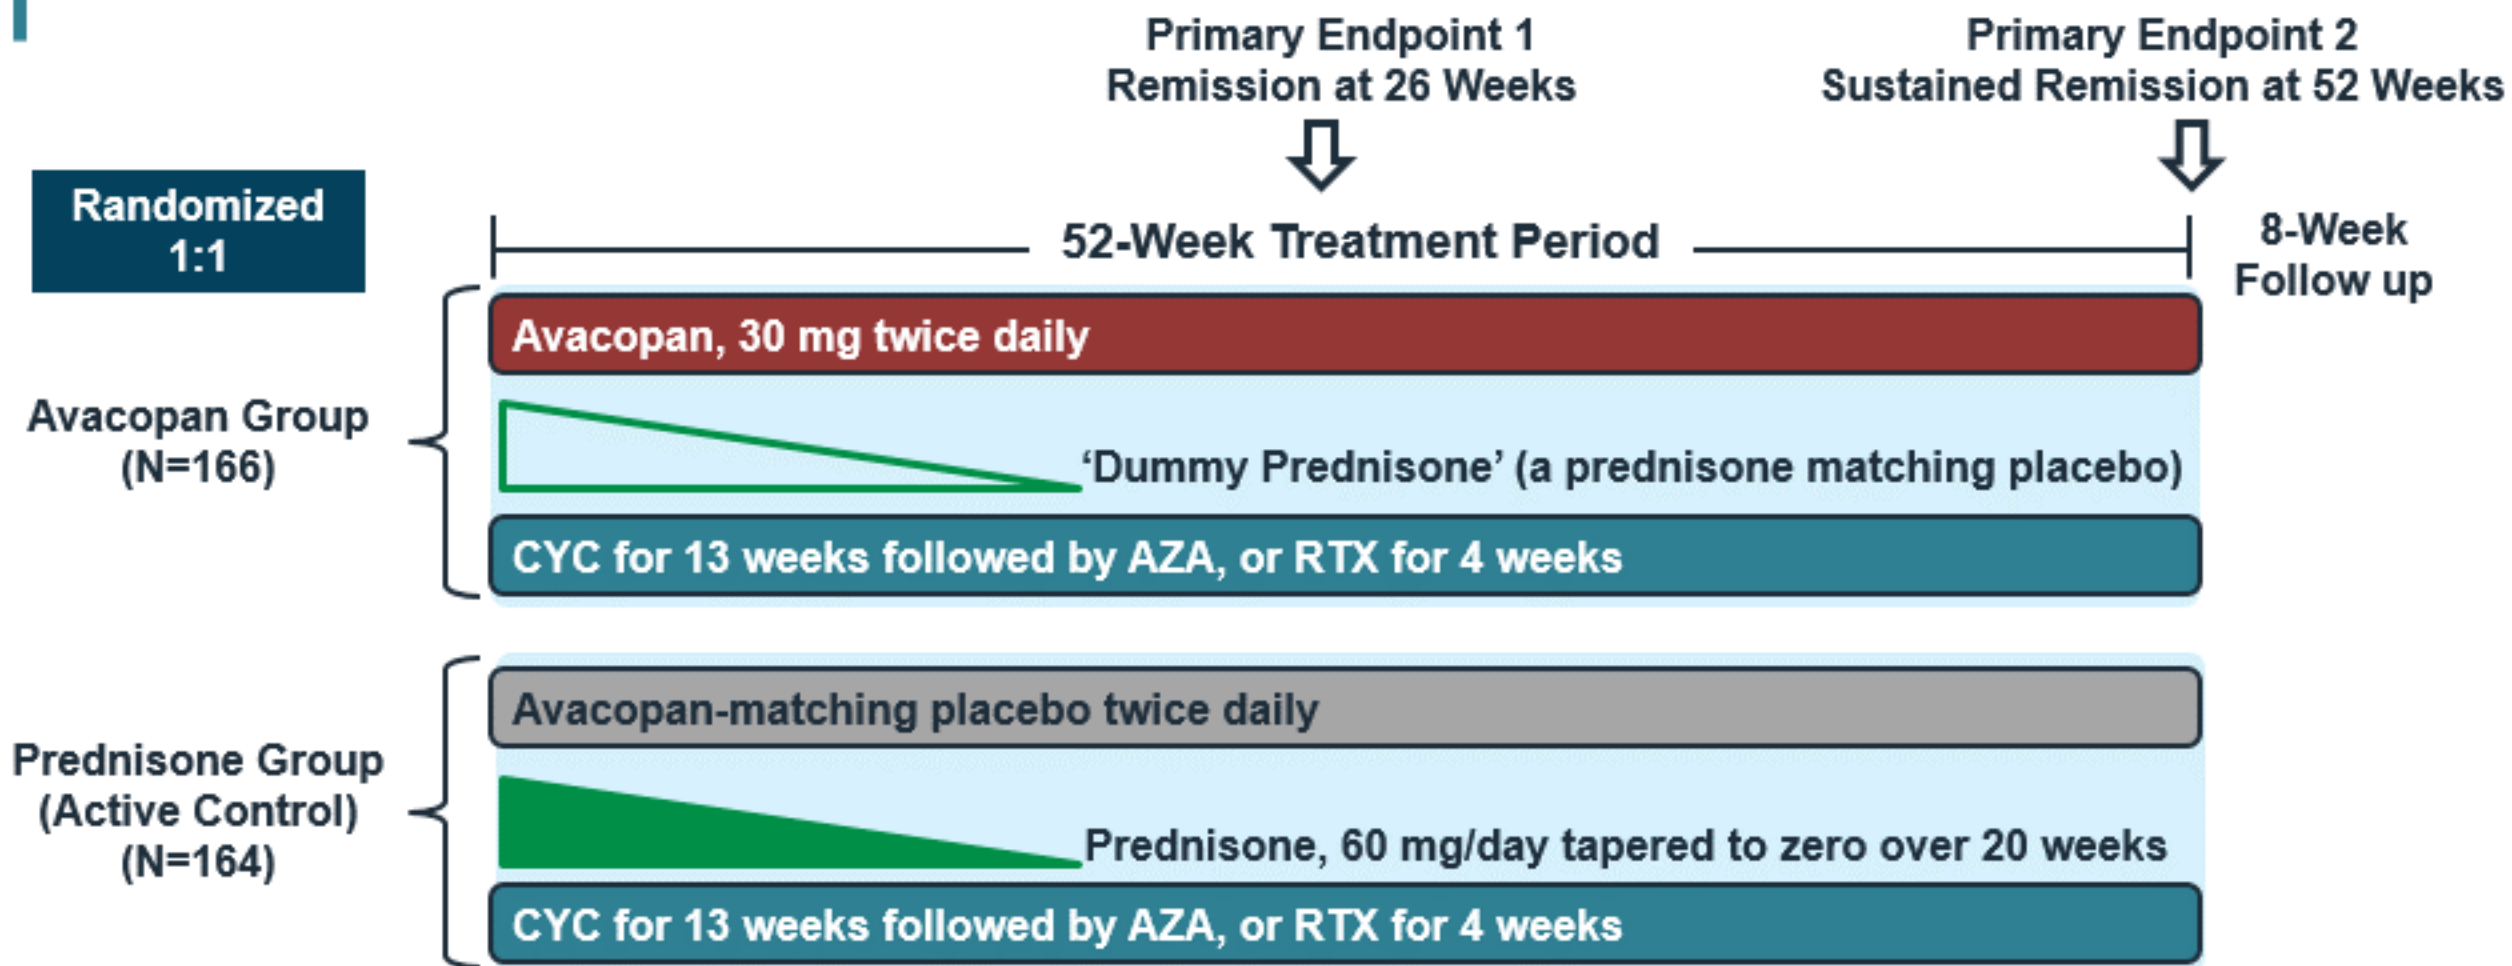 Primary Endpoint 1
Remission at 26 Weeks
Primary Endpoint 2
Sustained Remission at 52 Weeks
Randomized
1:1
52-Week Treatment Period
8-Week
Follow up
Avacopan Group
(N=166)
Avacopan, 30 mg twice daily
‘Dummy Prednisone’ (a prednisone matching placebo)
CYC for 13 weeks followed by AZA, or RTX for 4 weeks
Prednisone Group
(Active Control)
(N=164)
Avacopan-matching placebo twice daily
Prednisone, 60 mg/day tapered to zero over 20 weeks
CYC for 13 weeks followed by AZA, or RTX for 4 weeks